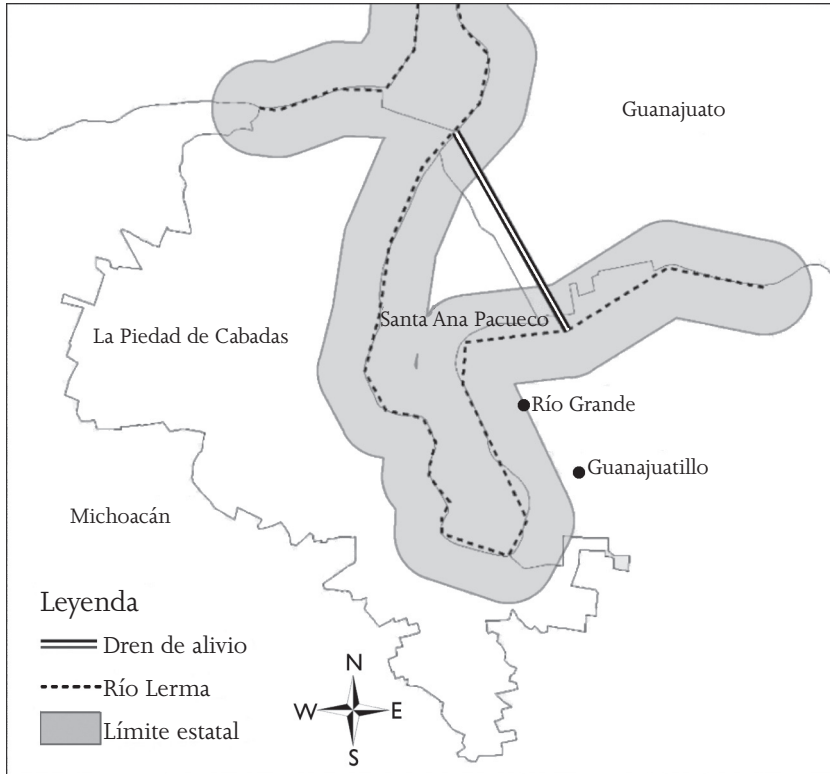 Guanajuato
Santa Ana Pacueco
La Piedad de Cabadas
Río Grande
Guanajuatillo
Michoacán
Leyenda
Dren de alivio
Río Lerma
Límite estatal
N
W
E
S